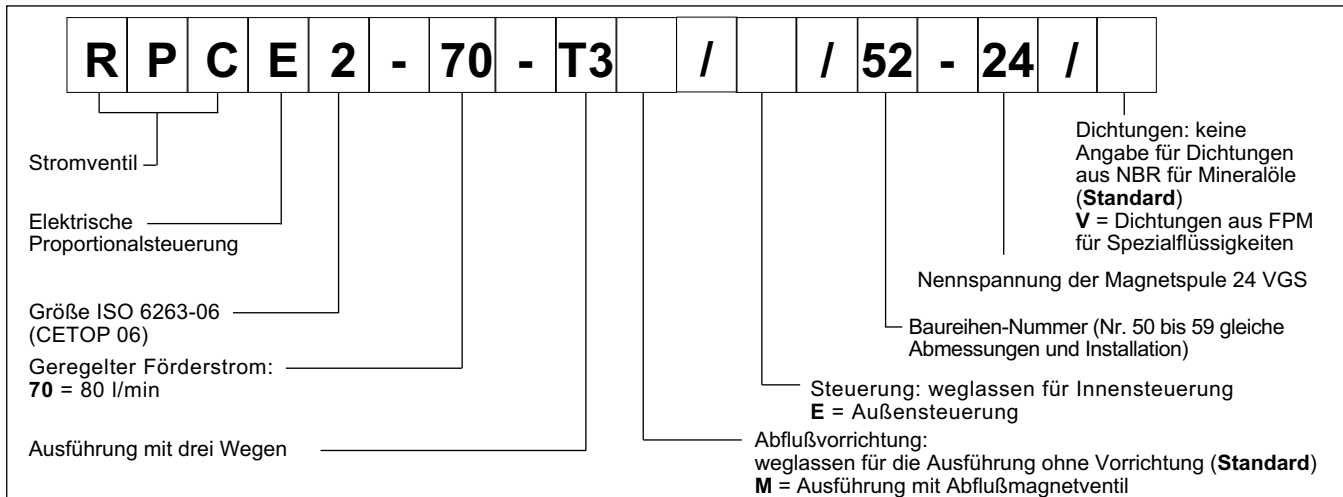 R P C E 2 - 70 - T3 / / 52 - 24 /
Stromventil
Elektrische
Proportionalsteuerung
Größe ISO 6263-06
(CETOP 06)
Geregelter Förderstrom:
70 = 80 l/min
Ausführung mit drei Wegen
Dichtungen: keine
Angabe für Dichtungen
aus NBR für Mineralöle
(Standard)
V = Dichtungen aus FPM
für Spezialflüssigkeiten
Nennspannung der Magnetspule 24 VGS
Baureihen-Nummer (Nr. 50 bis 59 gleiche
Abmessungen und Installation)
Steuerung: weglassen für Innensteuerung
E = Außensteuerung
Abflußvorrichtung:
weglassen für die Ausführung ohne Vorrichtung (Standard)
M = Ausführung mit Abflußmagnetventil